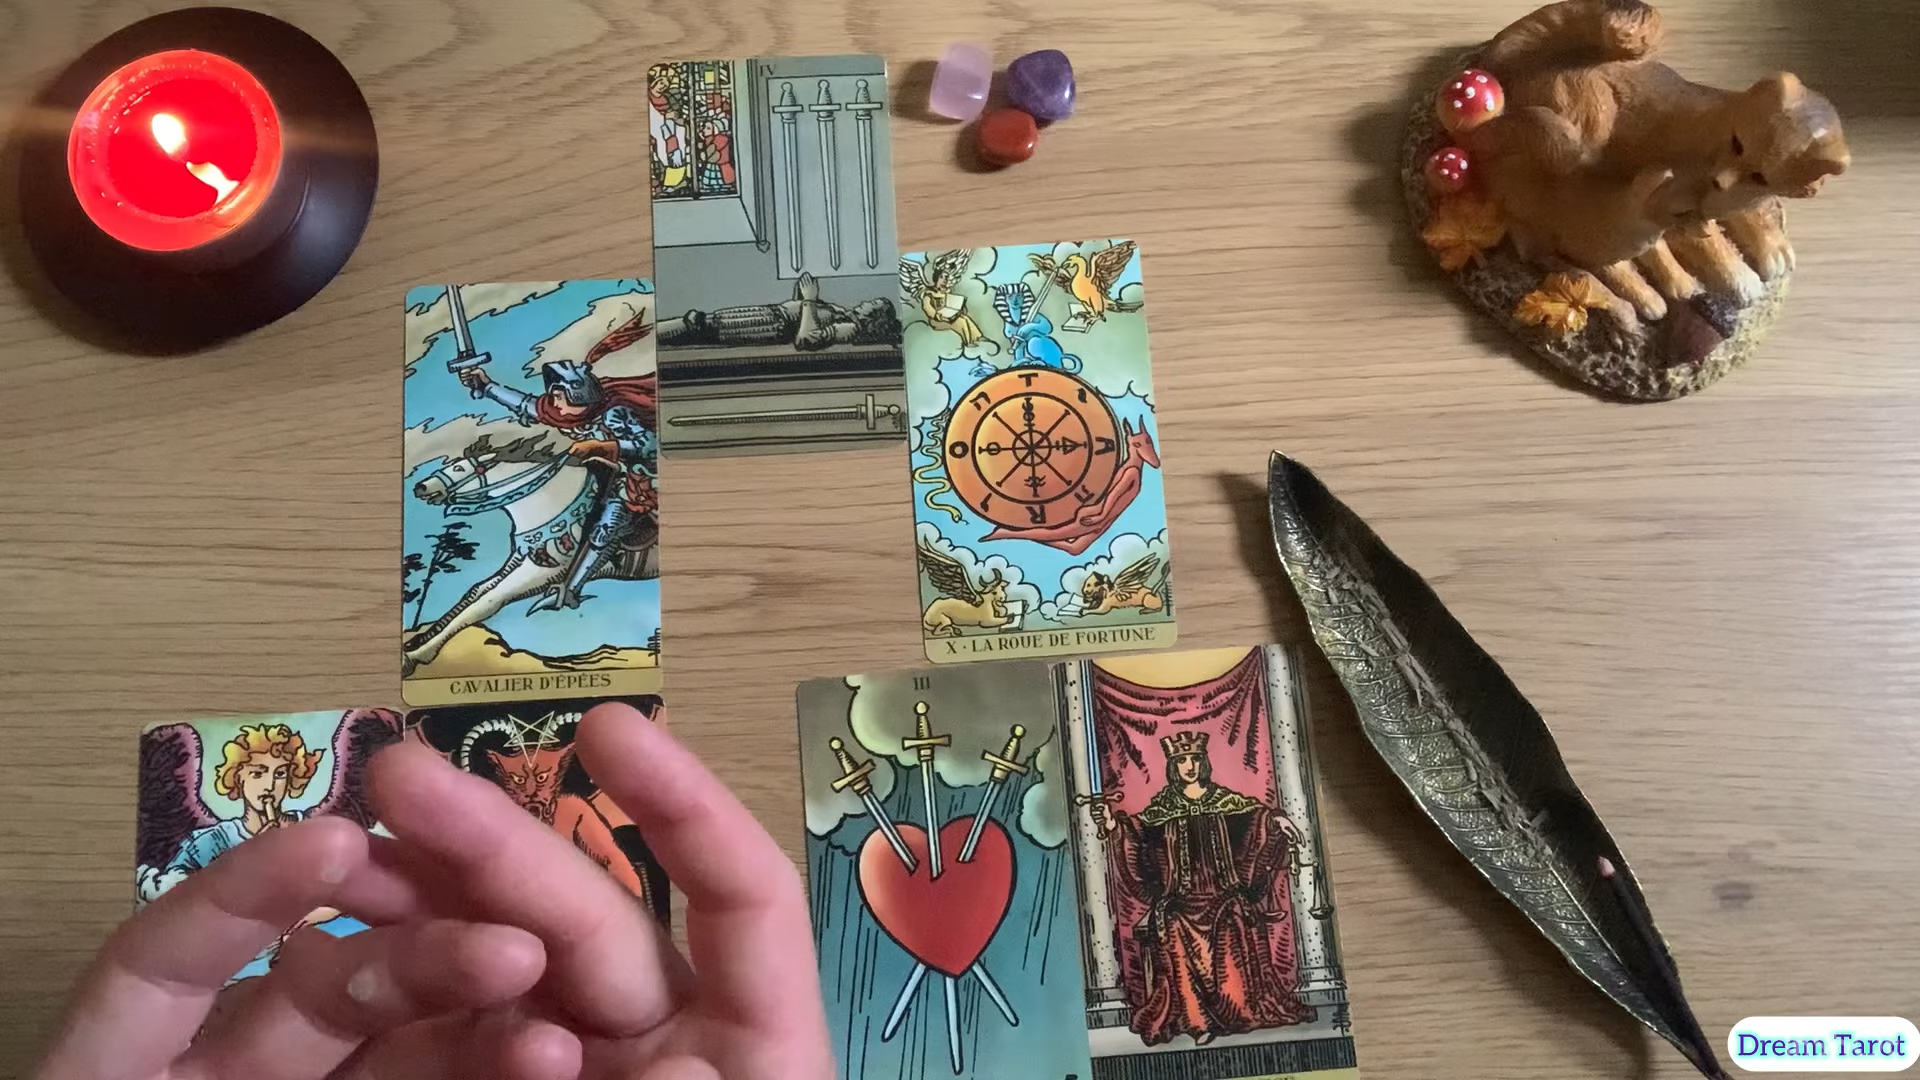 IV
X · LA ROUE DE FORTUNE
CAVALIER D'ÉPÉES
III
Dream Tarot